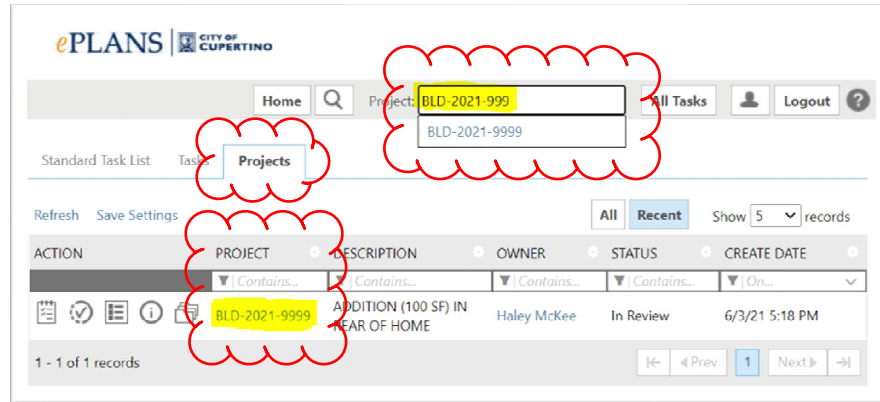 ePLANS CITY OF CUPERTINO
Home Project: BLD-2021-999 All Tasks Logout ?
BLD-2021-9999
Standard Task List Tasks Projects
Refresh Save Settings All Recent Show 5 records
ACTION PROJECT DESCRIPTION OWNER STATUS CREATE DATE
Contains... Contains... Contains... Contains... On...
BLD-2021-9999 ADDITION (100 SF) IN REAR OF HOME Haley McKee In Review 6/3/21 5:18 PM
1 - 1 of 1 records Prev 1 Next